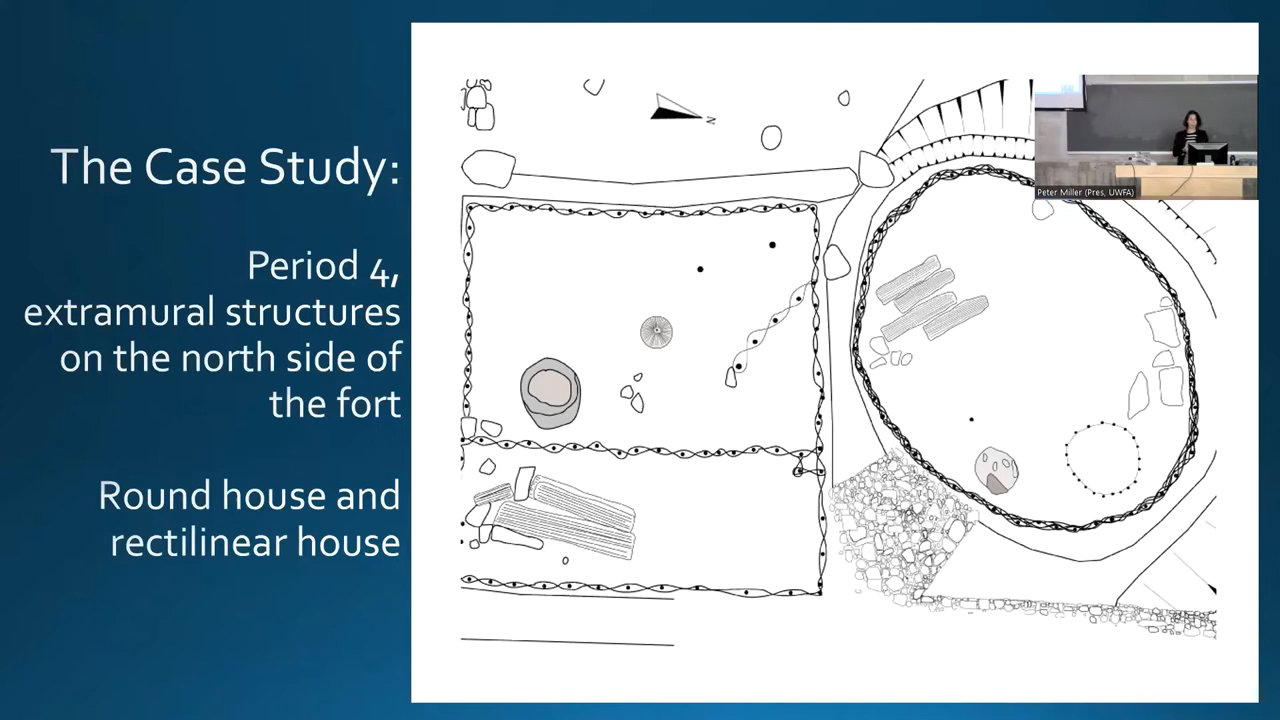 The Case Study:
Period 4,
extramural structures
on the north side of
the fort
Round house and
rectilinear house
N
Peter Miller (Pres, UWFA)